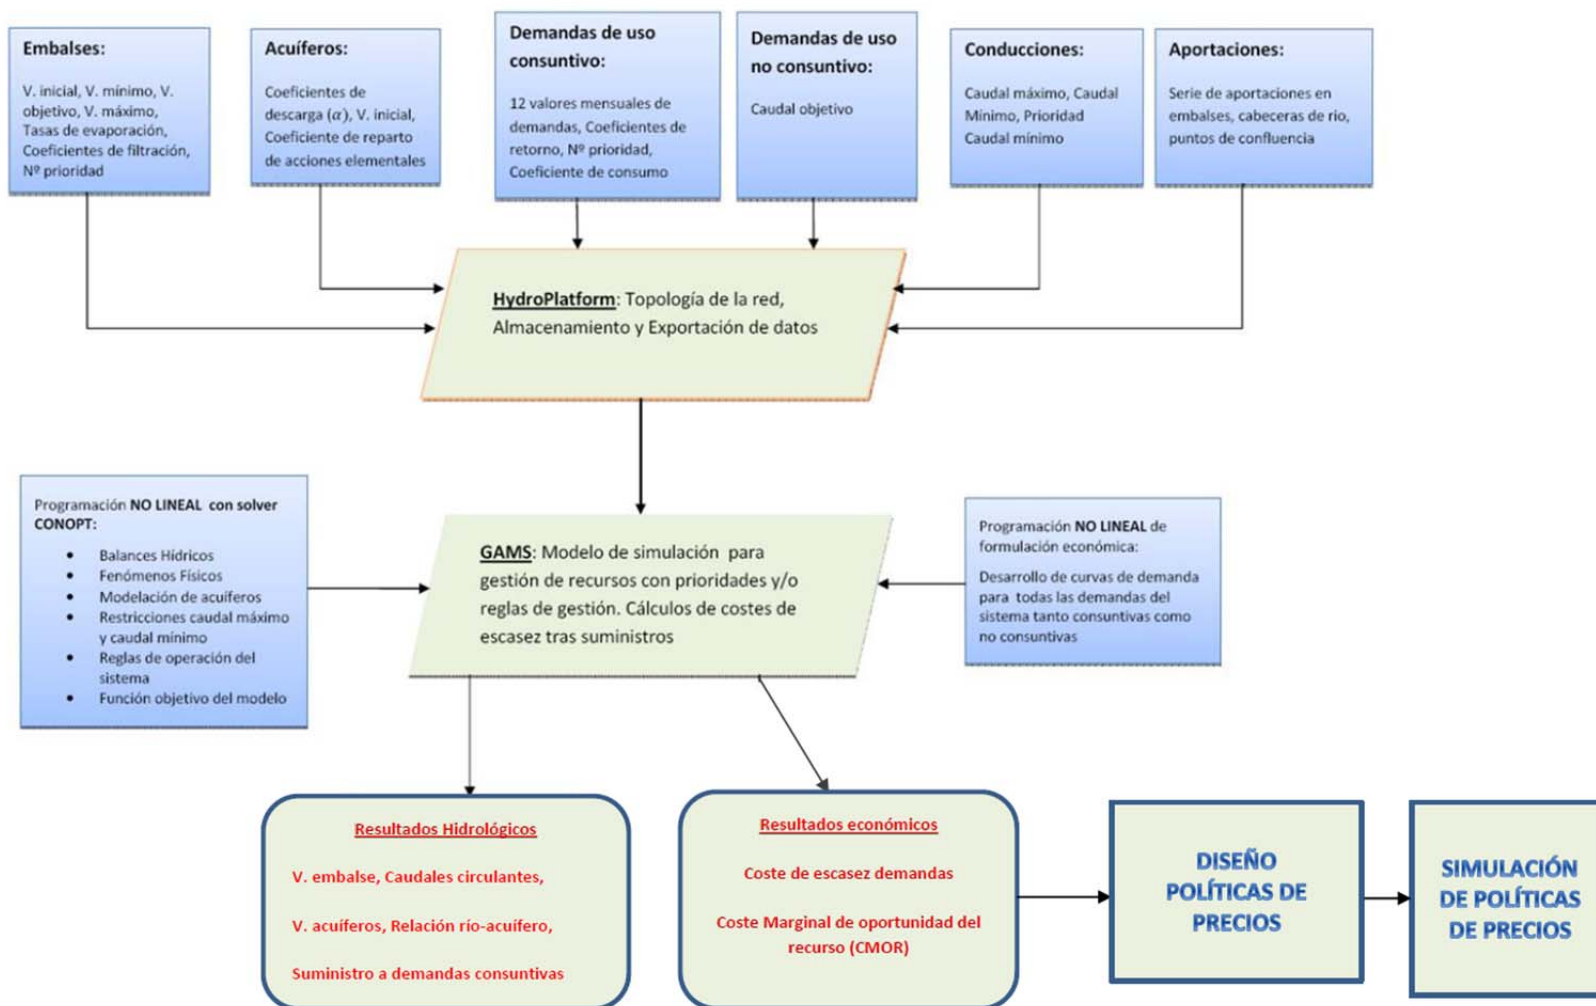 Embalses:
V. inicial, V. mínimo, V.
objetivo, V. máximo,
Tasas de evaporación,
Coeficientes de filtración,
Nº prioridad
Acuíferos:
Coeficientes de
descarga (α), V. inicial,
Coeficiente de reparto
de acciones elementales
Demandas de uso
consuntivo:
12 valores mensuales de
demandas, Coeficientes de
retorno, Nº prioridad,
Coeficiente de consumo
Demandas de uso
no consuntivo:
Caudal objetivo
Conducciones:
Caudal máximo, Caudal
Mínimo, Prioridad
Caudal mínimo
Aportaciones:
Serie de aportaciones en
embalses, cabeceras de rio,
puntos de confluencia
HydroPlatform: Topología de la red,
Almacenamiento y Exportación de datos
Programación NO LINEAL con solver
CONOPT:
• Balances Hídricos
• Fenómenos Físicos
• Modelación de acuíferos
• Restricciones caudal máximo
y caudal mínimo
• Reglas de operación del
sistema
• Función objetivo del modelo
GAMS: Modelo de simulación para
gestión de recursos con prioridades y/o
reglas de gestión. Cálculos de costes de
escasez tras suministros
Programación NO LINEAL de
formulación económica:
Desarrollo de curvas de demanda
para todas las demandas del
sistema tanto consuntivas como
no consuntivas
Resultados Hidrológicos
V. embalse, Caudales circulantes,
V. acuíferos, Relación río-acuífero,
Suministro a demandas consuntivas
Resultados económicos
Coste de escasez demandas
Coste Marginal de oportunidad del
recurso (CMOR)
DISEÑO
POLÍTICAS DE
PRECIOS
SIMULACIÓN
DE POLÍTICAS
DE PRECIOS